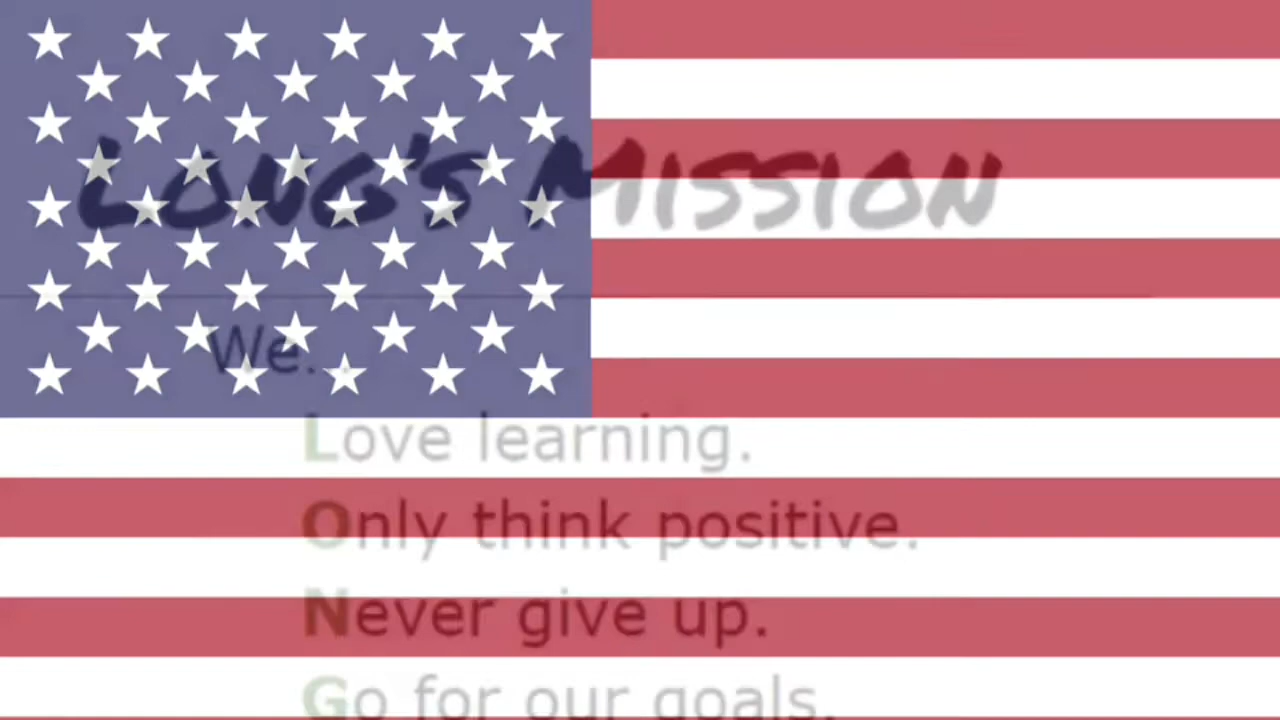 Long's Mission
We...
Love learning.
Only think positive.
Never give up.
Go for our goals.